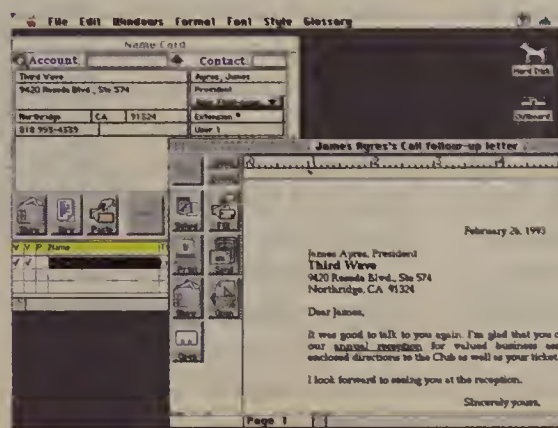 File Edit Windows Format Font Style Glossary
Name Card
Account
Contact
Third Wave
Ayres, James
9420 Reseda Blvd., Ste 574
President
Northridge CA 91324
Extension
818 993-4339
User 1
Hard Disk
Outbound
James Ayres's Call follow-up letter
Name
Print
Open
February 26, 1993
James Ayres, President
Third Wave
9420 Reseda Blvd., Ste 574
Northridge, CA 91324
Dear James,
It was good to talk to you again. I'm glad that you c
our annual reception for valued business ass
enclosed directions to the Club as well as your ticket
I look forward to seeing you at the reception.
Sincerely yours,
Page 1